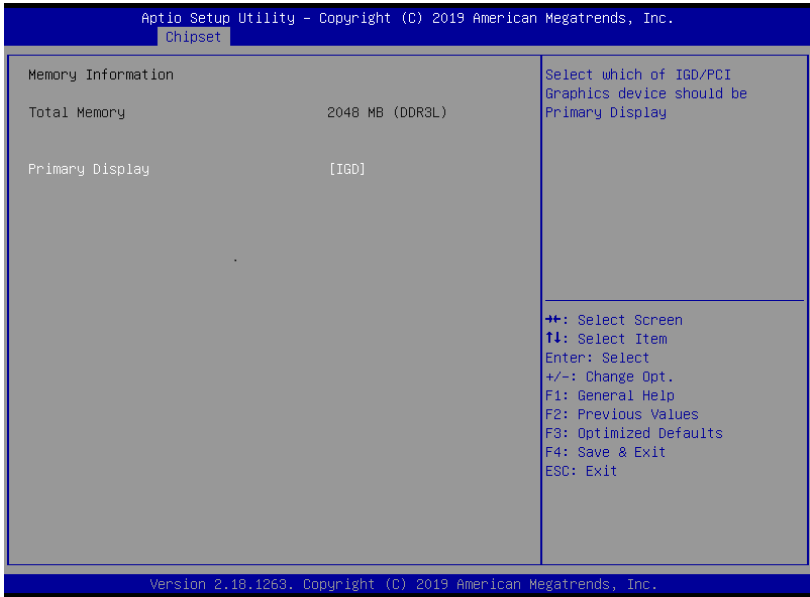 Aptio Setup Utility – Copyright (C) 2019 American Megatrends, Inc.
Chipset
Memory Information
Total Memory 2048 MB (DDR3L)
Primary Display [IGD]
Select which of IGD/PCI
Graphics device should be
Primary Display
→←: Select Screen
↑↓: Select Item
Enter: Select
+/-: Change Opt.
F1: General Help
F2: Previous Values
F3: Optimized Defaults
F4: Save & Exit
ESC: Exit
Version 2.18.1263. Copyright (C) 2019 American Megatrends, Inc.